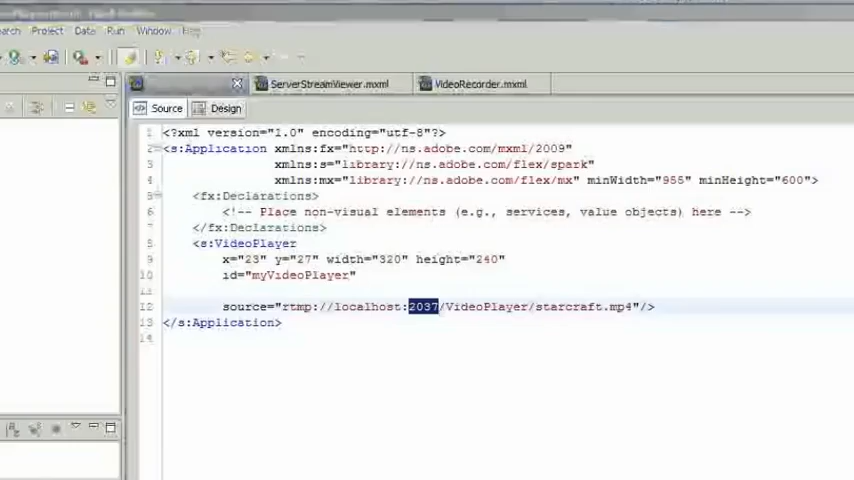 Project Data Run Window
ServerStreamViewer.mxml
VideoRecorder.mxml
Source
Design
1 <?xml version="1.0" encoding="utf-8"?>
2 <s:Application xmlns:fx="http://ns.adobe.com/mxml/2009"
3 xmlns:s="library://ns.adobe.com/flex/spark"
4 xmlns:mx="library://ns.adobe.com/flex/mx" minWidth="955" minHeight="600">
5 <fx:Declarations>
6 <!-- Place non-visual elements (e.g., services, value objects) here -->
7 </fx:Declarations>
8 <s:VideoPlayer
9 x="23" y="27" width="320" height="240"
10 id="myVideoPlayer"
11
12 source="rtmp://localhost:2037/VideoPlayer/starcraft.mp4"/>
13 </s:Application>
14